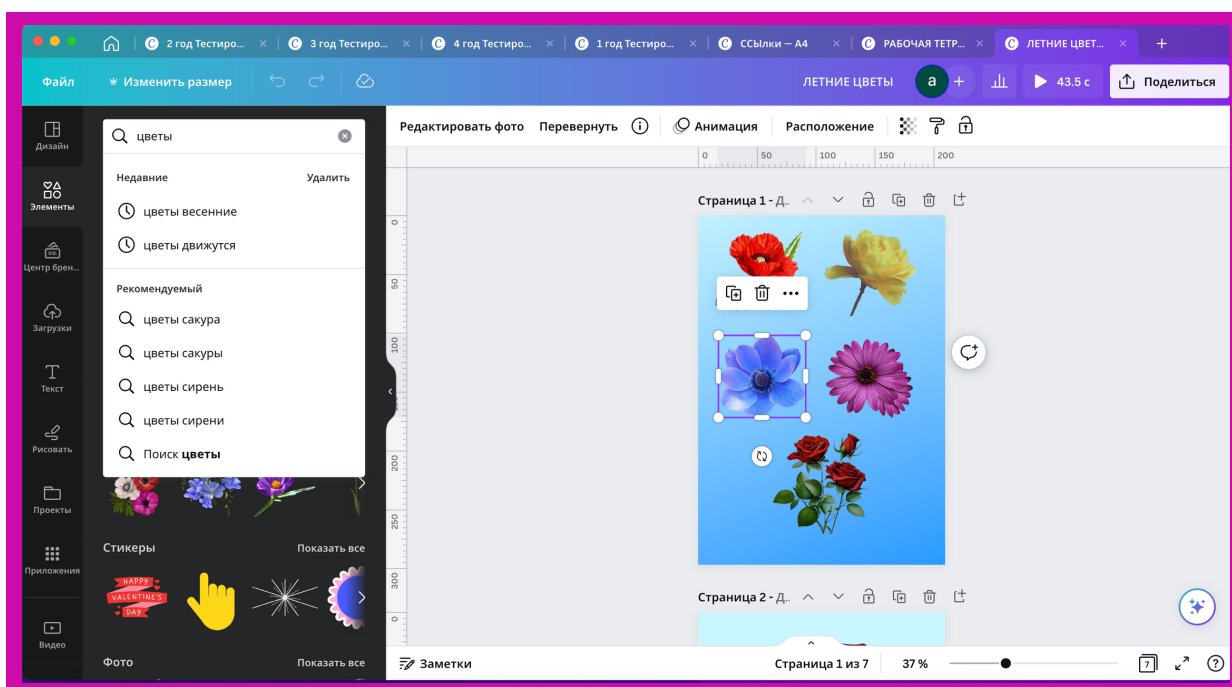 2 год Тестиро...
3 год Тестиро...
4 год Тестиро...
1 год Тестиро...
ССЫлки — А4
РАБОЧАЯ ТЕТР...
ЛЕТНИЕ ЦВЕТ...
Файл
Изменить размер
ЛЕТНИЕ ЦВЕТЫ
a
43.5 с
Поделиться
Дизайн
Элементы
Центр брен...
Загрузки
Текст
Рисовать
Проекты
Приложения
Видео
цветы
Недавние Удалить
цветы весенние
цветы движутся
Рекомендуемый
цветы сакура
цветы сакуры
цветы сирень
цветы сирени
Поиск цветы
Стикеры Показать все
HAPPY
VALENTINE'S
DAY
Фото Показать все
Редактировать фото Перевернуть Анимация Расположение
0 50 100 150 200
Страница 1 - Д..
0
50
100
200
250
300
0
Страница 2 - Д..
Заметки
Страница 1 из 7
37 %
7